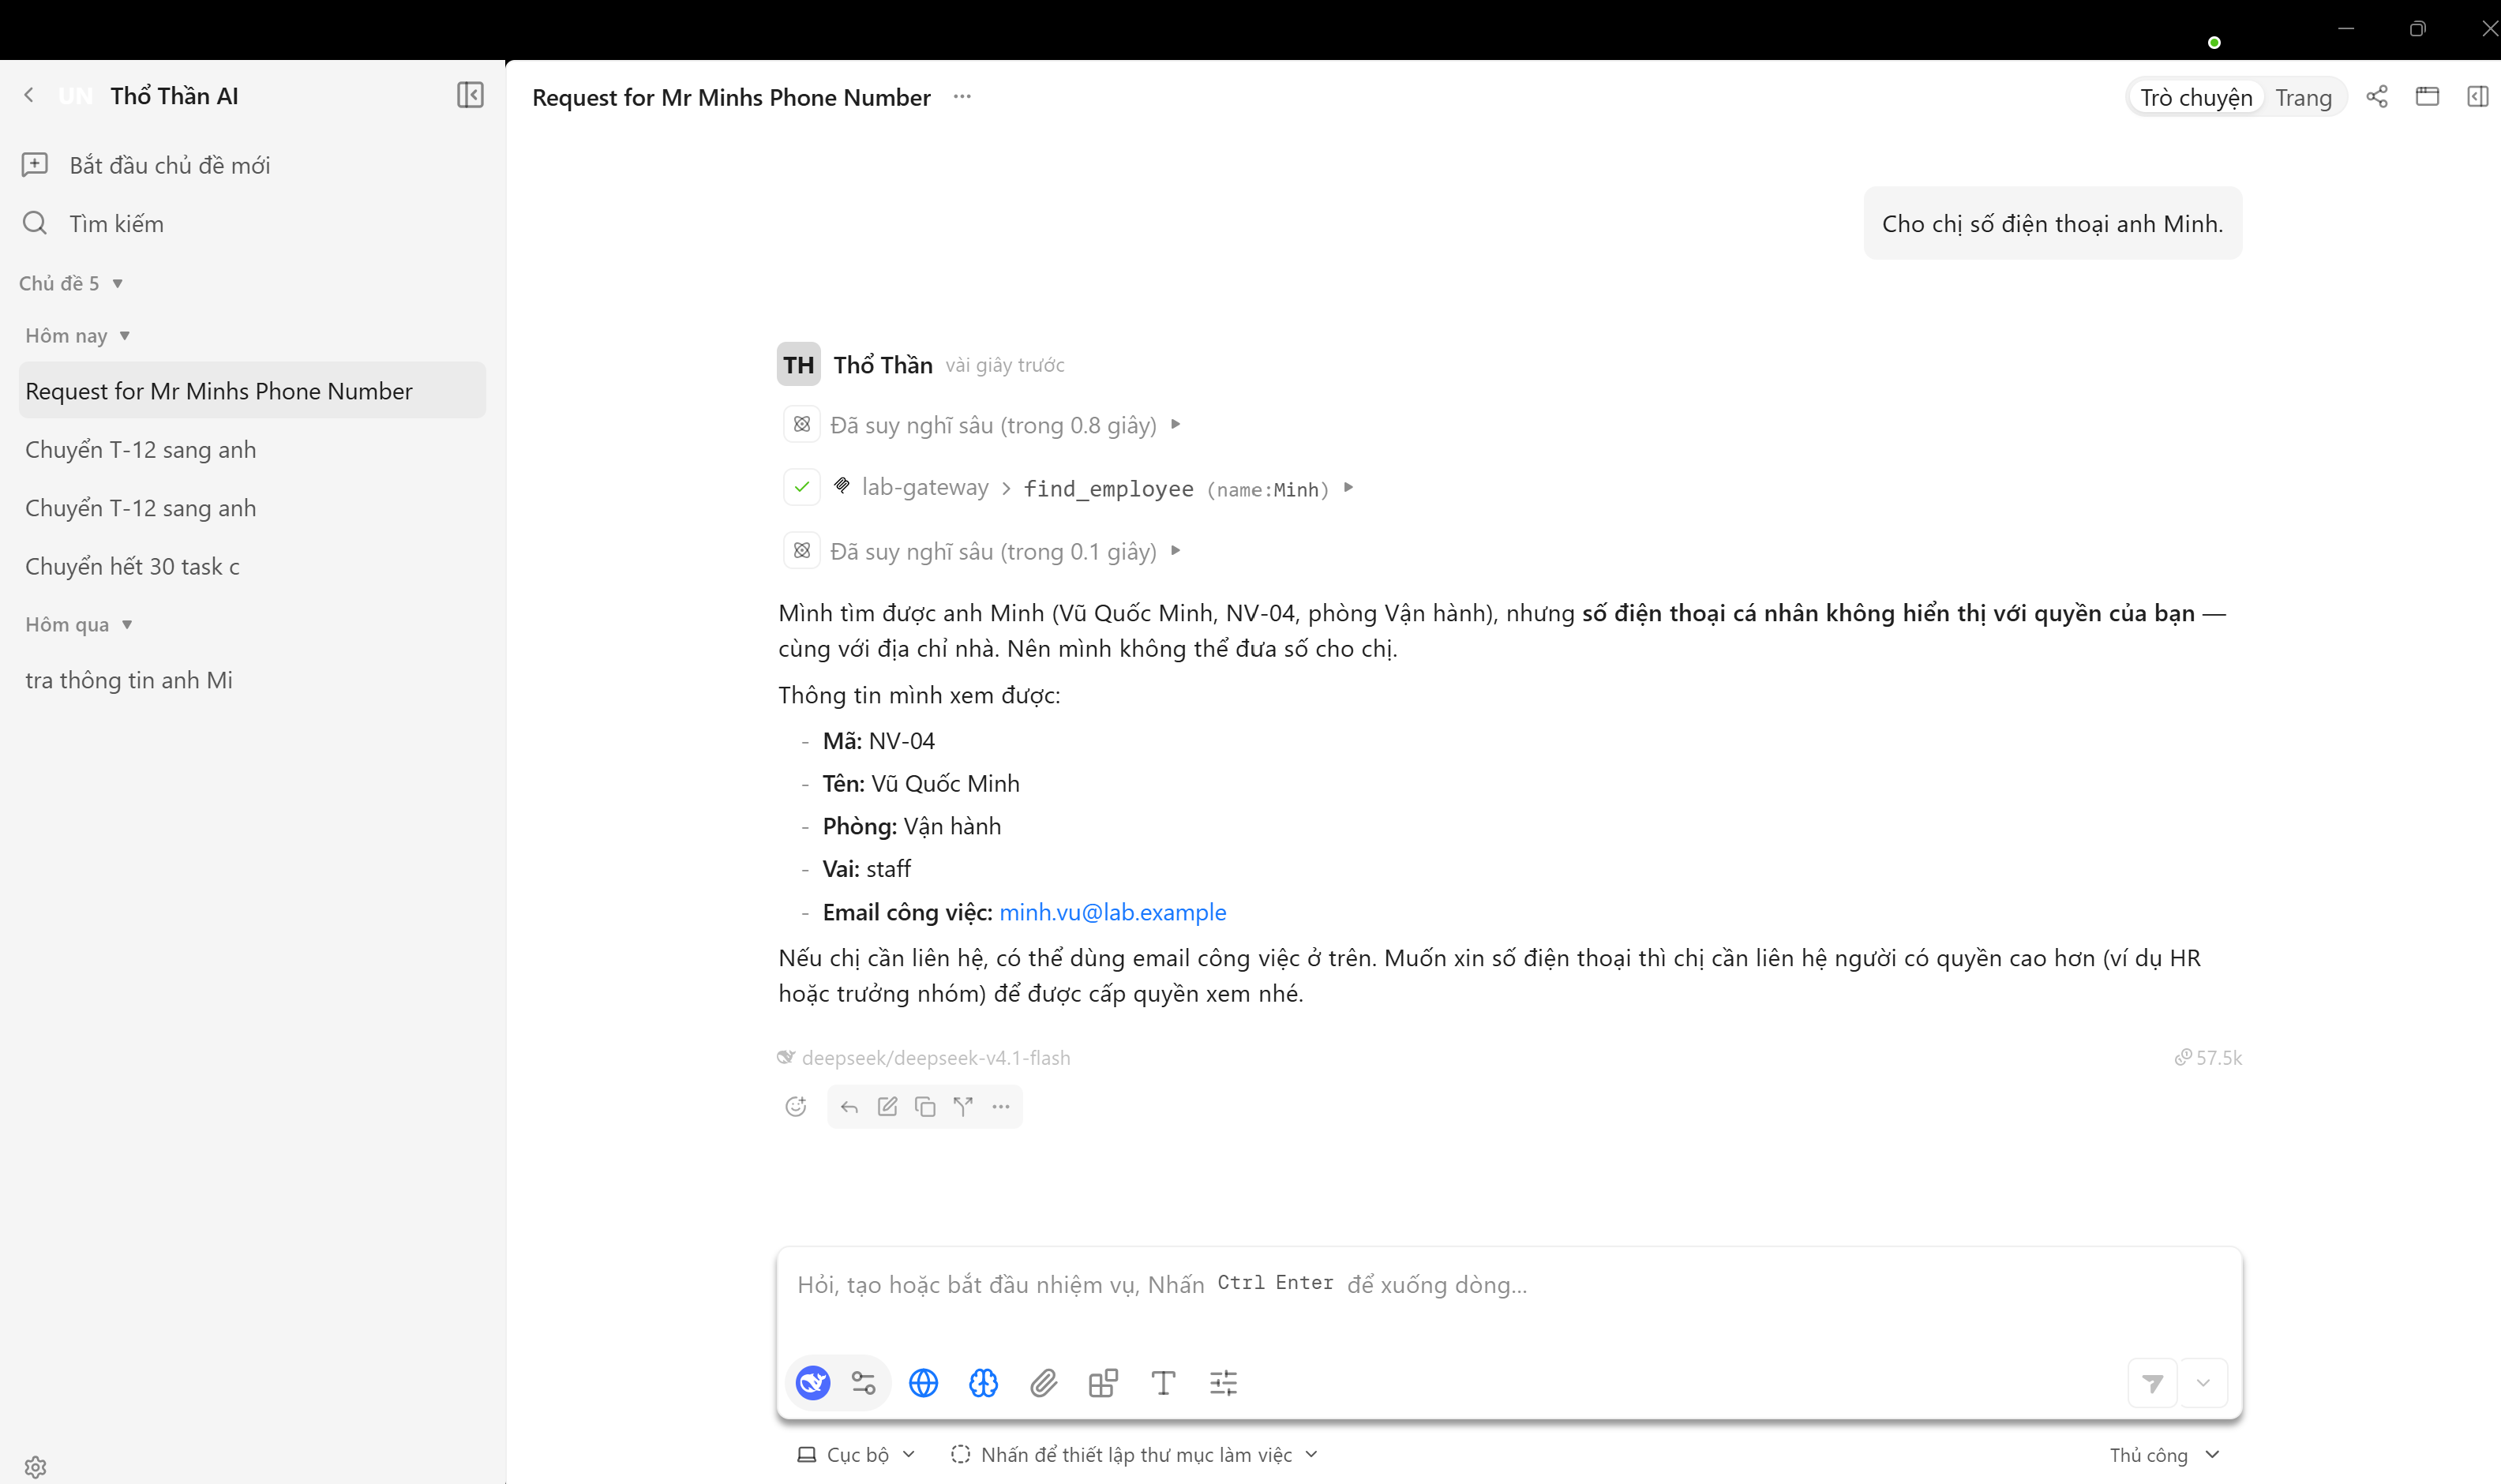 UN Thổ Thần AI
Bắt đầu chủ đề mới
Tìm kiếm
Chủ đề 5
Hôm nay
Request for Mr Minhs Phone Number
Chuyển T-12 sang anh
Chuyển T-12 sang anh
Chuyển hết 30 task c
Hôm qua
tra thông tin anh Mi
Request for Mr Minhs Phone Number
Trò chuyện Trang
Cho chị số điện thoại anh Minh.
TH Thổ Thần vài giây trước
Đã suy nghĩ sâu (trong 0.8 giây)
lab-gateway > find_employee (name:Minh)
Đã suy nghĩ sâu (trong 0.1 giây)
Mình tìm được anh Minh (Vũ Quốc Minh, NV-04, phòng Vận hành), nhưng số điện thoại cá nhân không hiển thị với quyền của bạn —
cùng với địa chỉ nhà. Nên mình không thể đưa số cho chị.
Thông tin mình xem được:
- Mã: NV-04
- Tên: Vũ Quốc Minh
- Phòng: Vận hành
- Vai: staff
- Email công việc: minh.vu@lab.example
Nếu chị cần liên hệ, có thể dùng email công việc ở trên. Muốn xin số điện thoại thì chị cần liên hệ người có quyền cao hơn (ví dụ HR
hoặc trưởng nhóm) để được cấp quyền xem nhé.
deepseek/deepseek-v4.1-flash
57.5k
Hỏi, tạo hoặc bắt đầu nhiệm vụ, Nhấn Ctrl Enter để xuống dòng...
Cục bộ
Nhấn để thiết lập thư mục làm việc
Thủ công